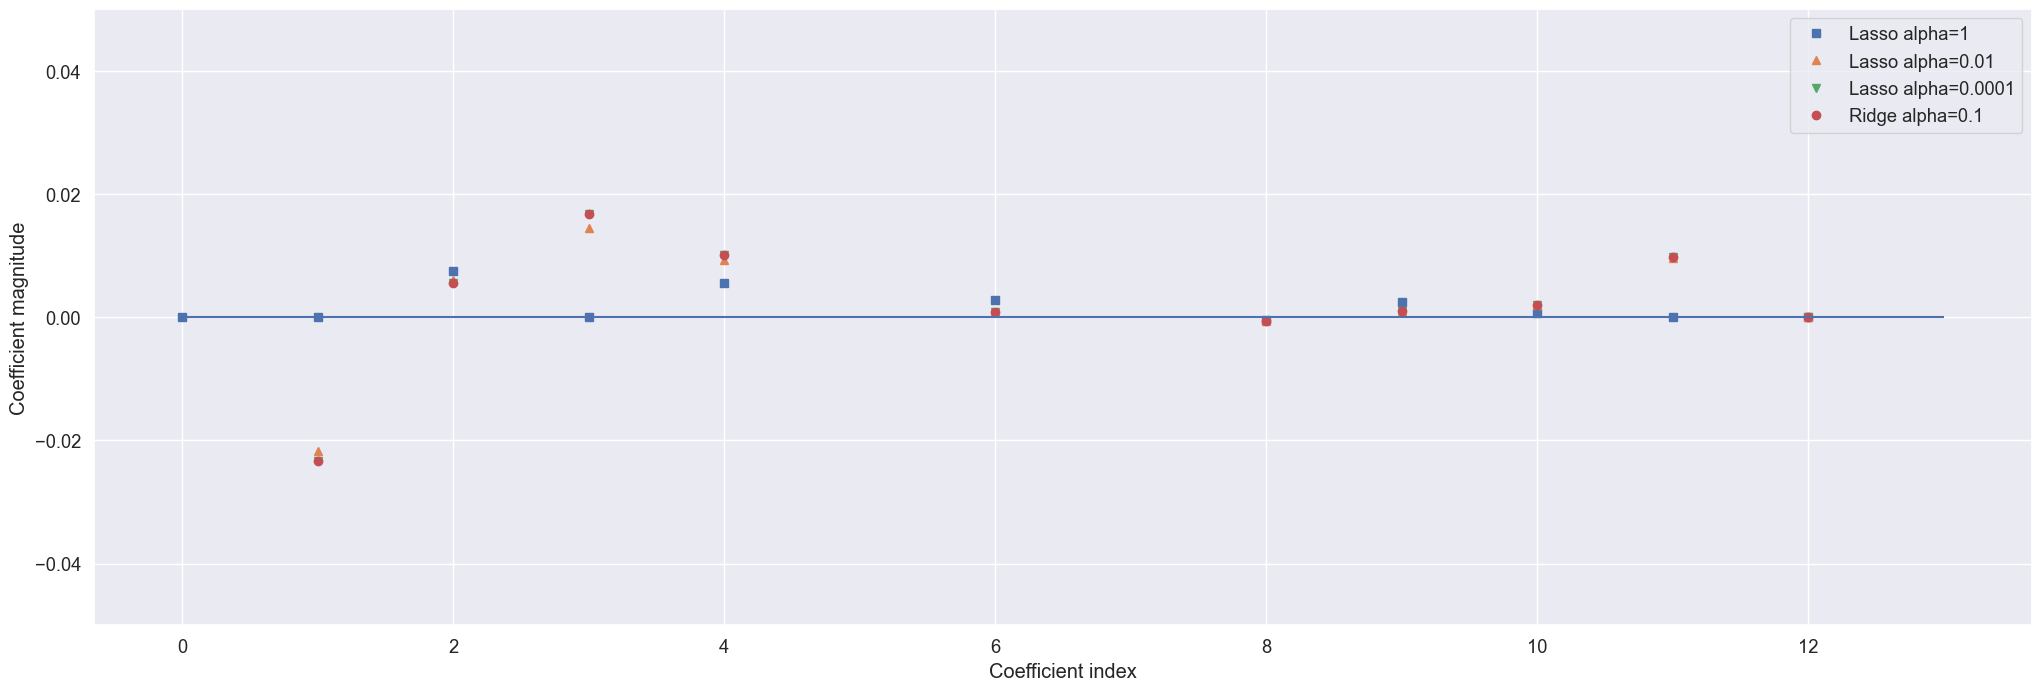 Lasso alpha=1
Lasso alpha=0.01
Lasso alpha=0.0001
Ridge alpha=0.1
0.04
0.02
0.00
−0.02
−0.04
Coefficient magnitude
0 2 4 6 8 10 12
Coefficient index